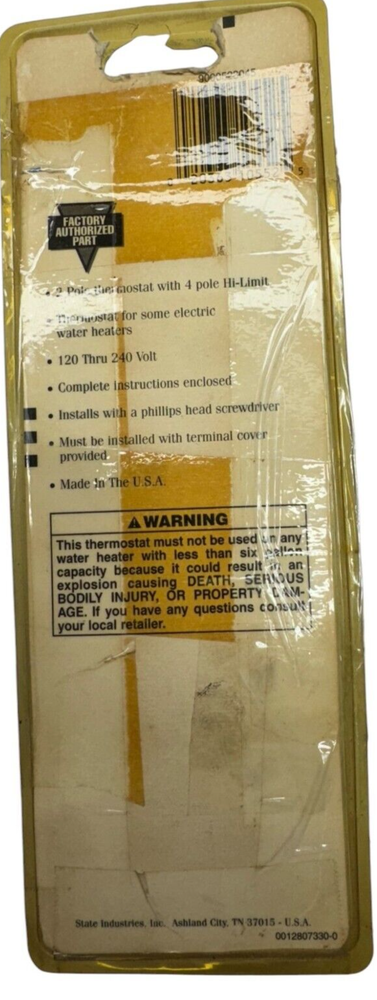 FACTORY
AUTHORIZED
PART
• 2 Pole thermostat with 4 pole Hi-Limit
• Thermostat for some electric
water heaters
• 120 Thru 240 Volt
• Complete instructions enclosed
• Installs with a phillips head screwdriver
• Must be installed with terminal cover
provided
• Made In The U.S.A.
WARNING
This thermostat must not be used on any
water heater with less than six gallon
capacity because it could result in an
explosion causing DEATH, SERIOUS
BODILY INJURY, OR PROPERTY DAM-
AGE. If you have any questions consult
your local retailer.
State Industries, Inc. Ashland City, TN 37015 - U.S.A.
0012807330-0